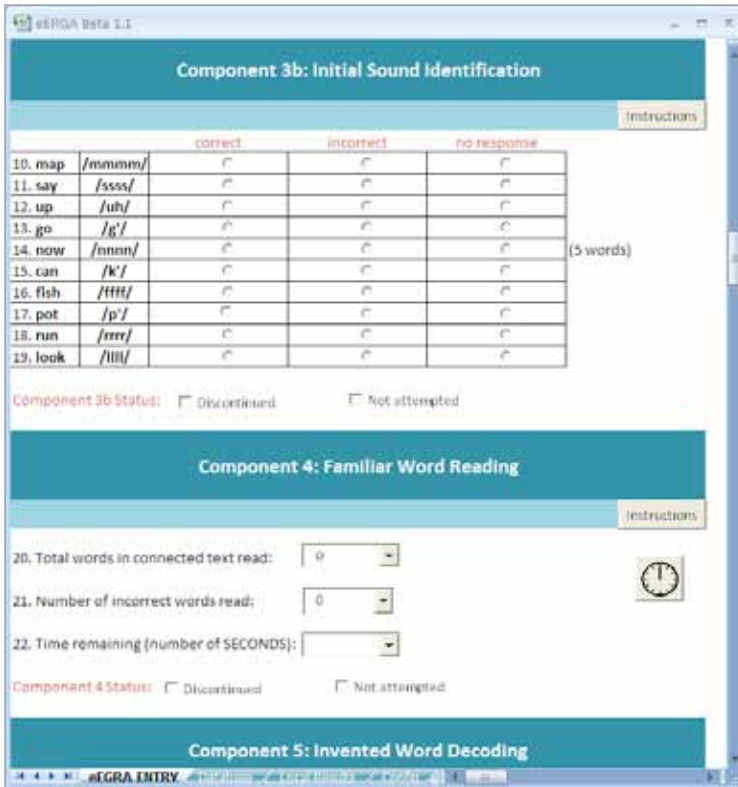 eERGA Beta 1.1
Component 3b: Initial Sound Identification
Instructions
correct incorrect no response
10. map /mmmm/
11. say /ssss/
12. up /uh/
13. go /g'/
14. now /nnnn/ (5 words)
15. can /k'/
16. fish /ffff/
17. pot /p'/
18. run /rrrr/
19. look /llll/
Component 3b Status: Discontinued Not attempted
Component 4: Familiar Word Reading
Instructions
20. Total words in connected text read: 0
21. Number of incorrect words read: 0
22. Time remaining (number of SECONDS):
Component 4 Status: Discontinued Not attempted
Component 5: Invented Word Decoding
eEGRA ENTRY